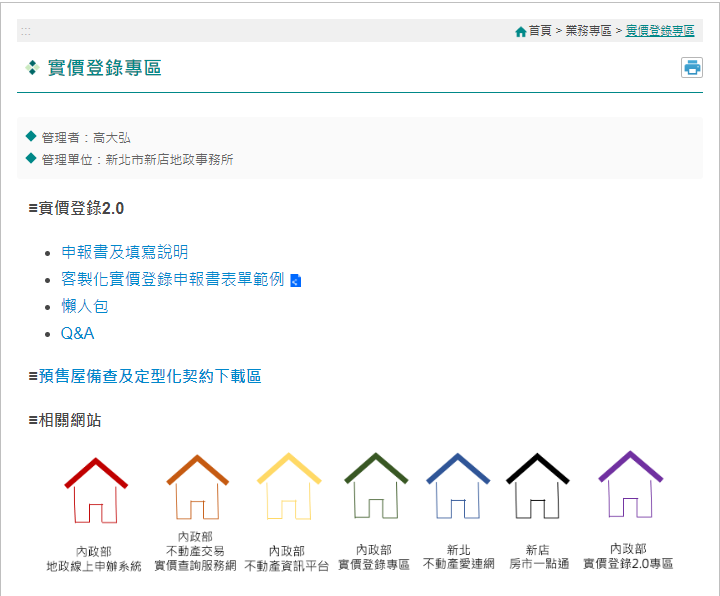 :::
首頁 > 業務專區 > 實價登錄專區
實價登錄專區
管理者：高大弘
管理單位：新北市新店地政事務所
≡實價登錄2.0
申報書及填寫說明
客製化實價登錄申報書表單範例
懶人包
Q&A
≡預售屋備查及定型化契約下載區
≡相關網站
內政部
地政線上申辦系統
內政部
不動產交易
實價查詢服務網
內政部
不動產資訊平台
內政部
實價登錄專區
新北
不動產愛連網
新店
房市一點通
內政部
實價登錄2.0專區